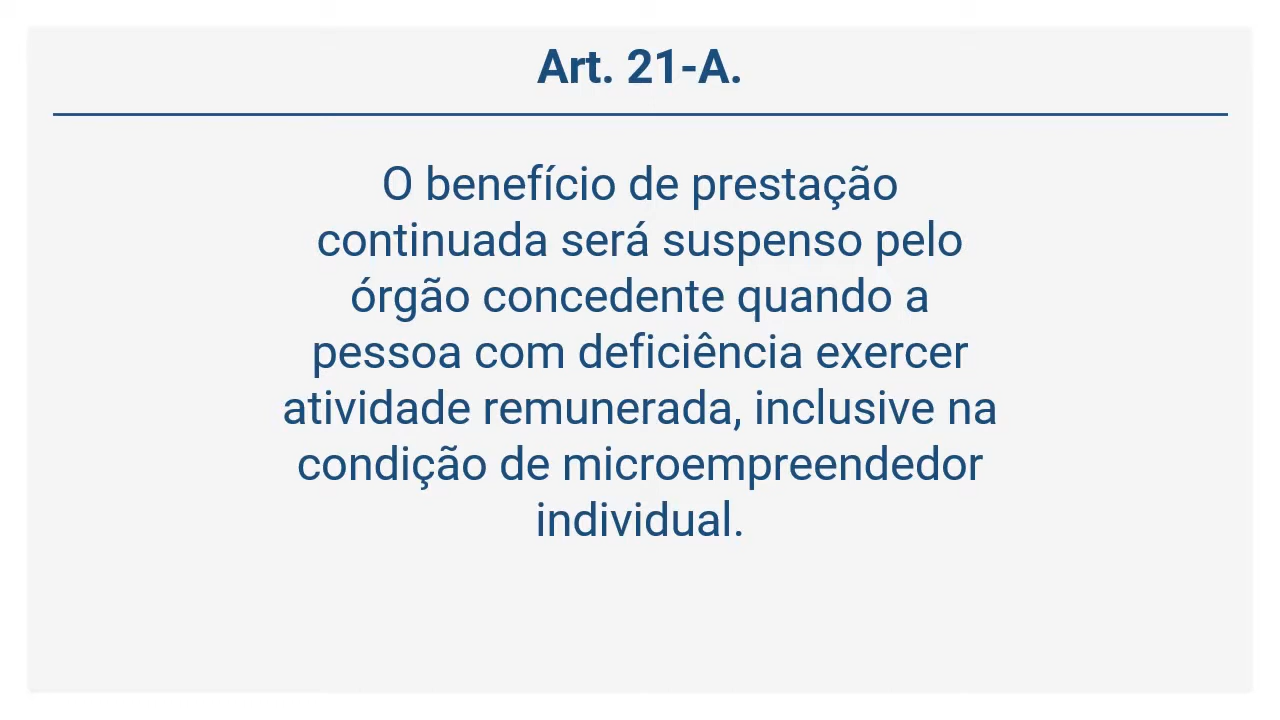 Art. 21-A.
O benefício de prestação
continuada será suspenso pelo
órgão concedente quando a
pessoa com deficiência exercer
atividade remunerada, inclusive na
condição de microempreendedor
individual.